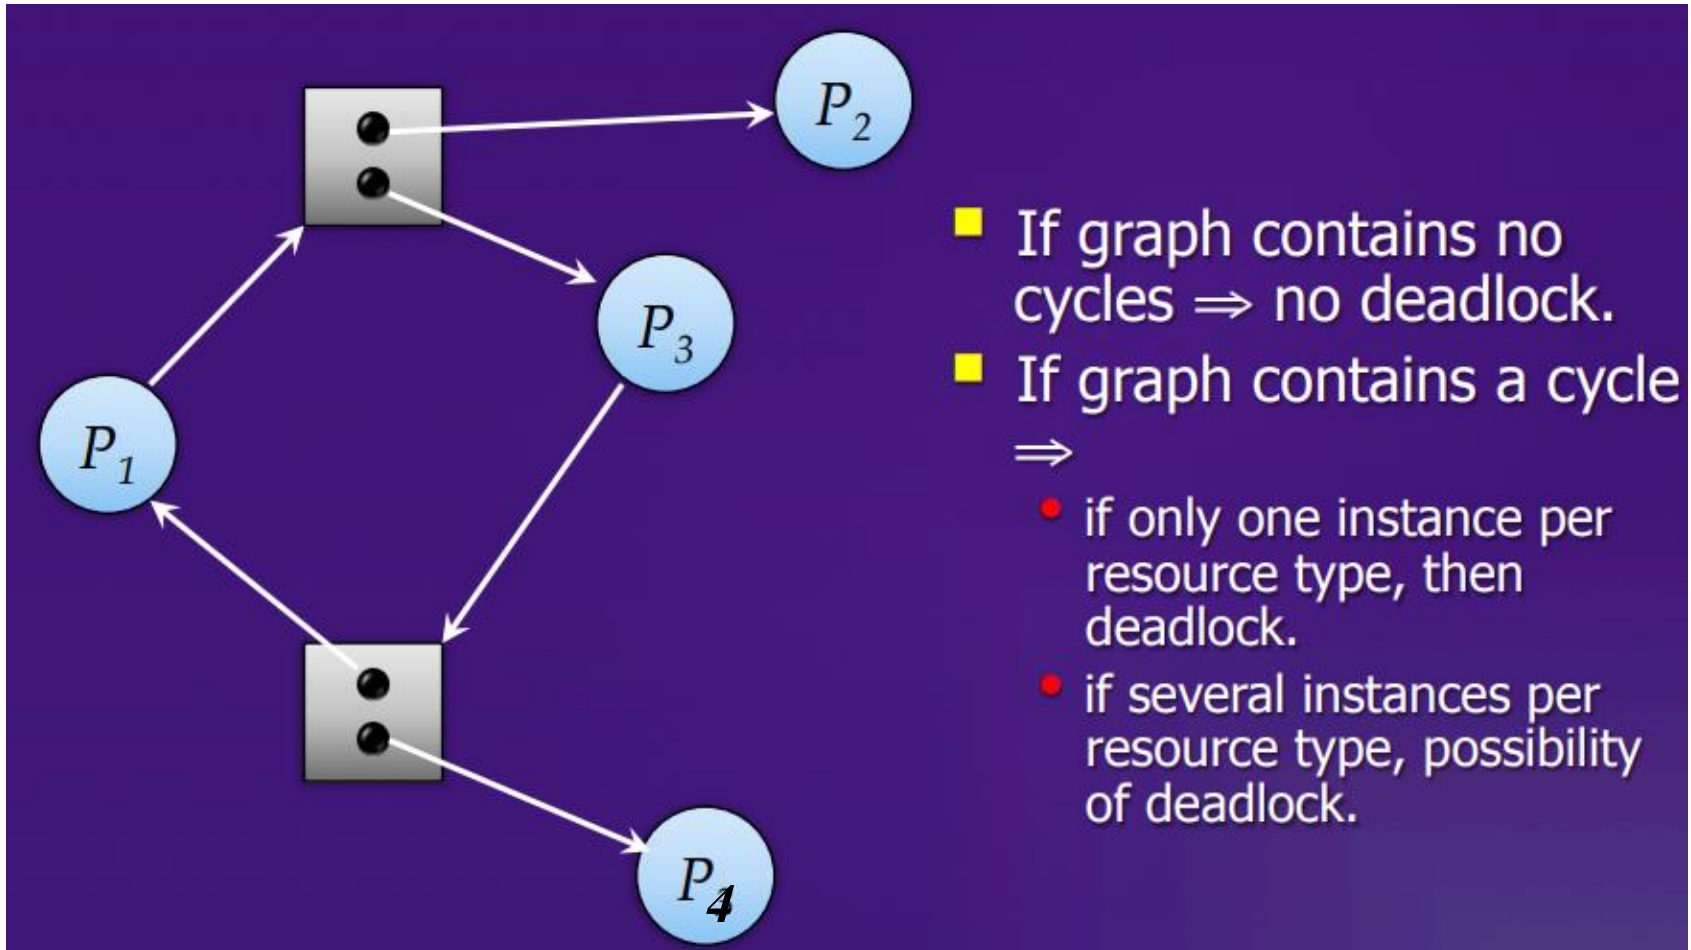 P2
P3
P1
P4
If graph contains no
cycles ⇒ no deadlock.
If graph contains a cycle
⇒
if only one instance per
resource type, then
deadlock.
if several instances per
resource type, possibility
of deadlock.